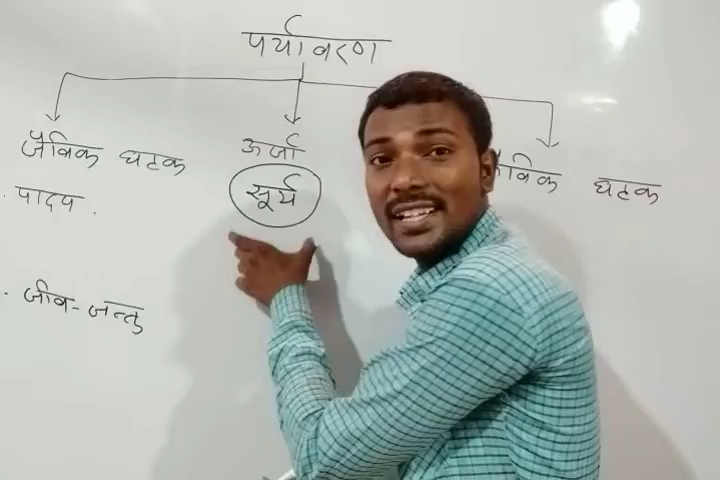 पर्यावरण
जैविक घटक
ऊर्जा
घटक
सूर्य
पादप
जीव-जन्तु